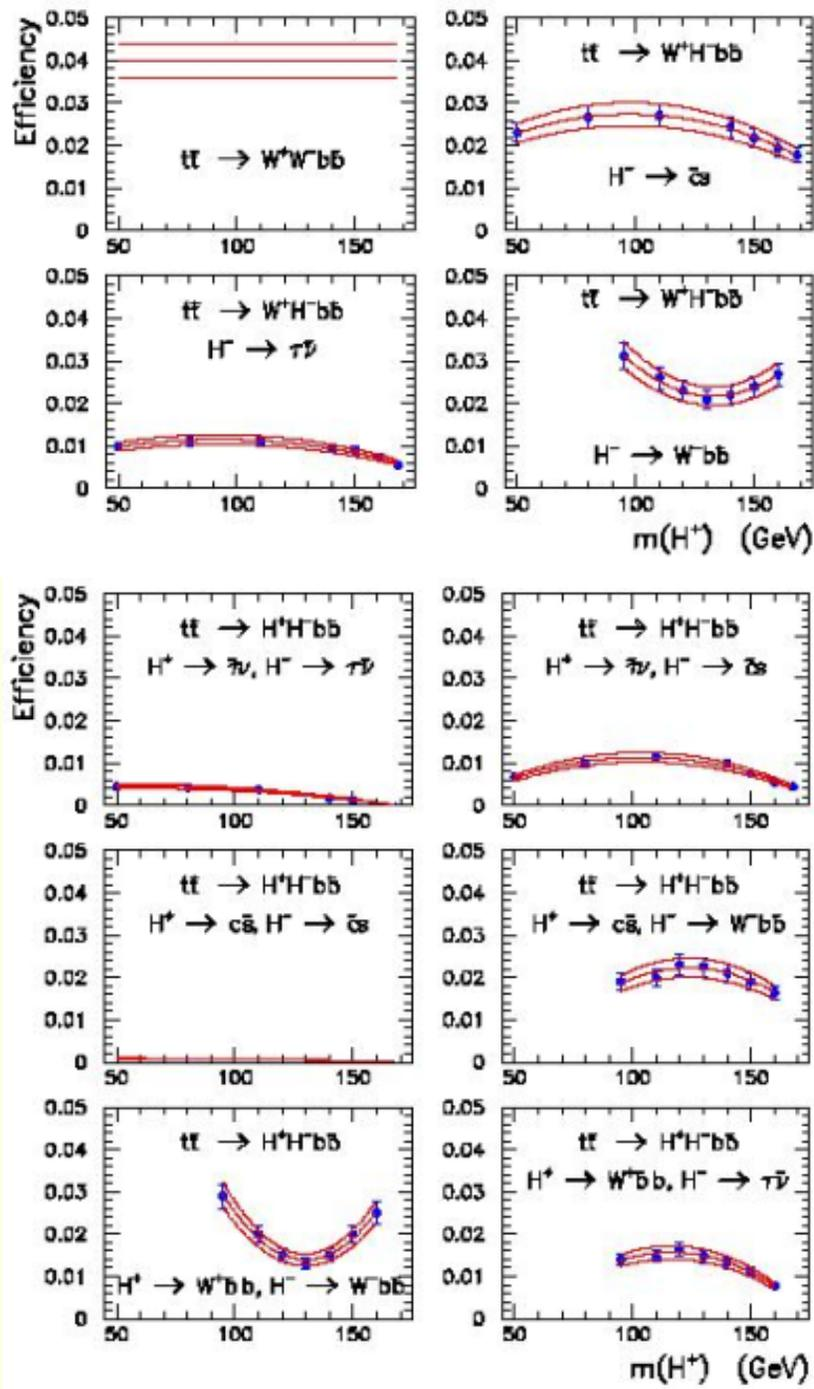 Efficiency
0.05
0.04
0.03
0.02
0.01
0
50 100 150
tt̄ → W⁺W⁻bb̄
0.05
0.04
0.03
0.02
0.01
0
50 100 150
tt̄ → W⁺H⁻bb̄
H⁻ → c̄s
0.05
0.04
0.03
0.02
0.01
0
50 100 150
tt̄ → W⁺H⁻bb̄
H⁻ → τν̄
0.05
0.04
0.03
0.02
0.01
0
50 100 150
tt̄ → W⁺H⁻bb̄
H⁻ → W⁻bb̄
m(H⁺) (GeV)
Efficiency
0.05
0.04
0.03
0.02
0.01
0
50 100 150
tt̄ → H⁺H⁻bb̄
H⁺ → τ̄ν, H⁻ → τν̄
0.05
0.04
0.03
0.02
0.01
0
50 100 150
tt̄ → H⁺H⁻bb̄
H⁺ → τ̄ν, H⁻ → c̄s
0.05
0.04
0.03
0.02
0.01
0
50 100 150
tt̄ → H⁺H⁻bb̄
H⁺ → cs̄, H⁻ → c̄s
0.05
0.04
0.03
0.02
0.01
0
50 100 150
tt̄ → H⁺H⁻bb̄
H⁺ → cs̄, H⁻ → W⁻bb̄
0.05
0.04
0.03
0.02
0.01
0
50 100 150
tt̄ → H⁺H⁻bb̄
H⁺ → W⁺b̄b, H⁻ → W⁻bb̄
0.05
0.04
0.03
0.02
0.01
0
50 100 150
tt̄ → H⁺H⁻bb̄
H⁺ → W⁺b̄b, H⁻ → τν̄
m(H⁺) (GeV)